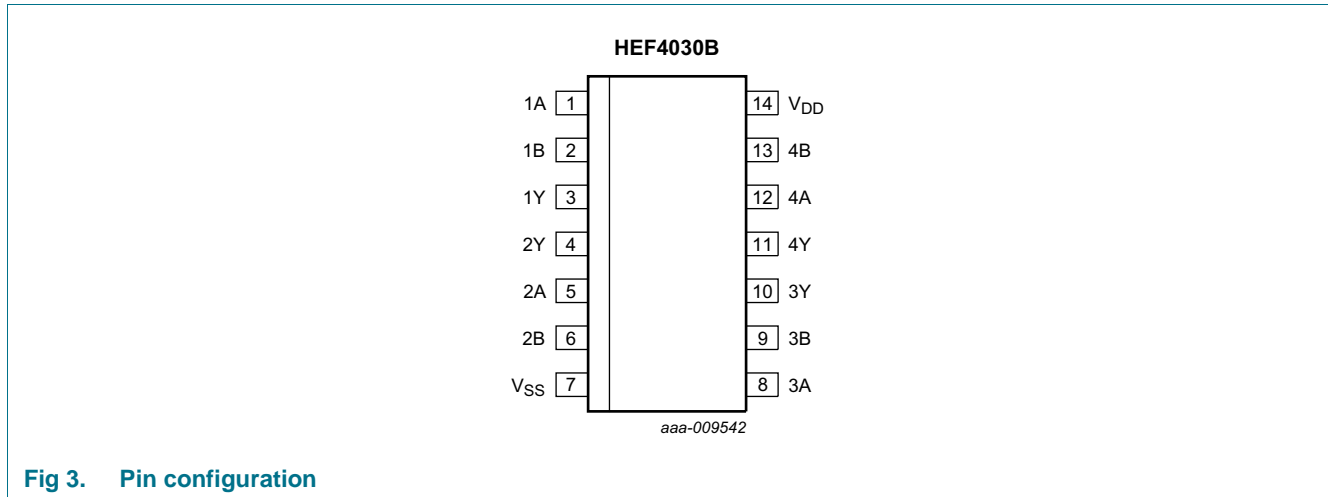 HEF4030B
1A 1 14 VDD
1B 2 13 4B
1Y 3 12 4A
2Y 4 11 4Y
2A 5 10 3Y
2B 6 9 3B
VSS 7 8 3A
aaa-009542
Fig 3. Pin configuration